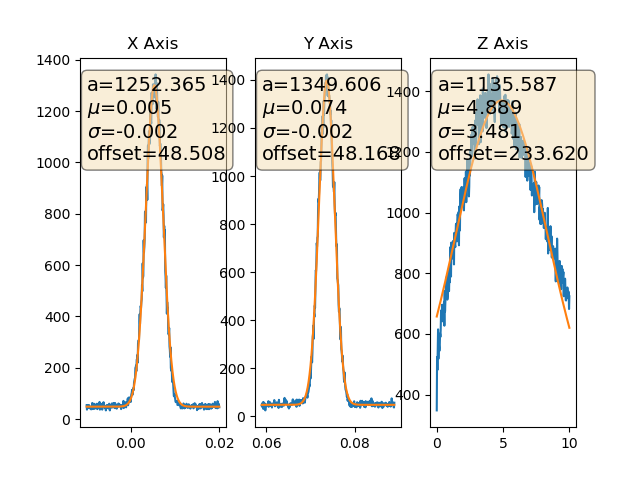 X Axis
Y Axis
Z Axis
a=1252.365
μ=0.005
σ=-0.002
offset=48.508
a=1349.606
μ=0.074
σ=-0.002
offset=48.168
a=1135.587
μ=4.889
σ=3.481
offset=233.620
1400
1200
1000
800
600
400
200
0
1400
1200
1000
800
600
400
200
0
1400
1200
1000
800
600
400
0.00
0.02
0.06
0.08
0
5
10